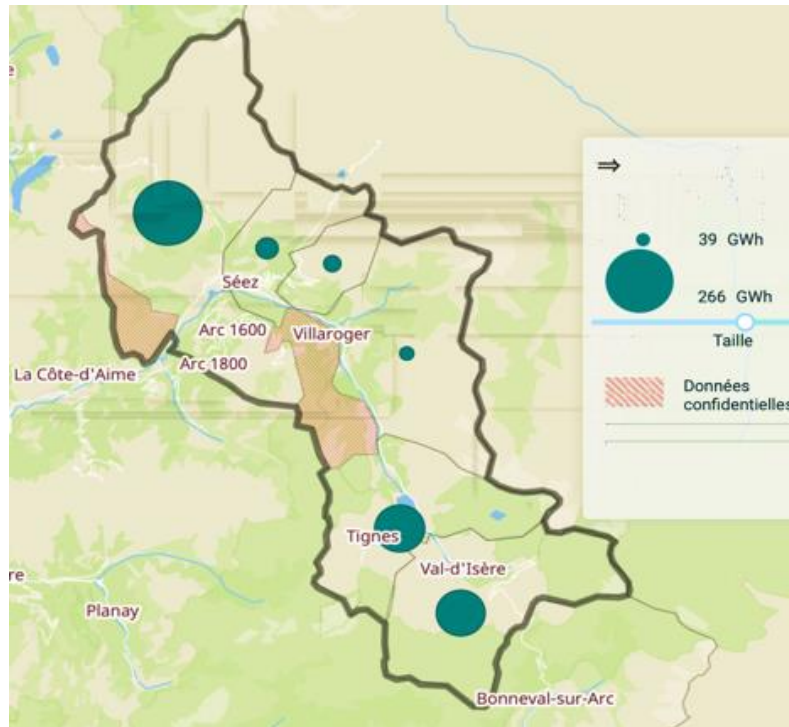 e
⇒
39 GWh
266 GWh
Taille
Données
confidentielles
Séez
Arc 1600
Villaroger
Arc 1800
La Côte-d'Aime
Tignes
Val-d'Isère
re
Planay
Bonneval-sur-Arc